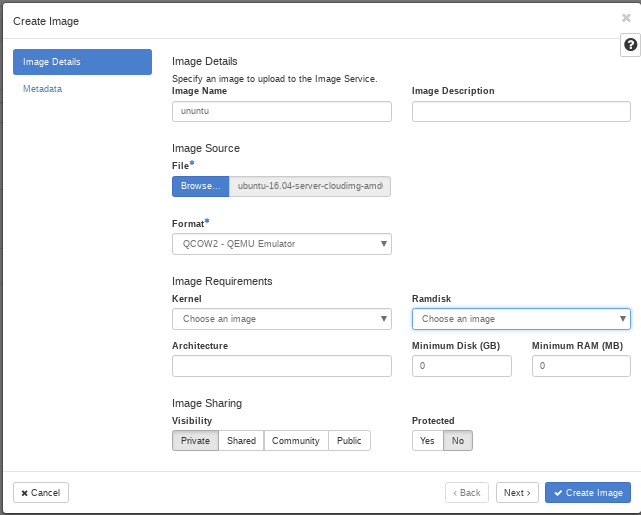 Create Image
×
?
Image Details
Metadata
Image Details
Specify an image to upload to the Image Service.
Image Name
Image Description
ununtu
Image Source
File*
Browse...
ubuntu-16.04-server-cloudimg-amd
Format*
QCOW2 - QEMU Emulator
Image Requirements
Kernel
Ramdisk
Choose an image
Choose an image
Architecture
Minimum Disk (GB)
Minimum RAM (MB)
0
0
Image Sharing
Visibility
Protected
Private
Shared
Community
Public
Yes
No
× Cancel
‹ Back
Next ›
✔ Create Image